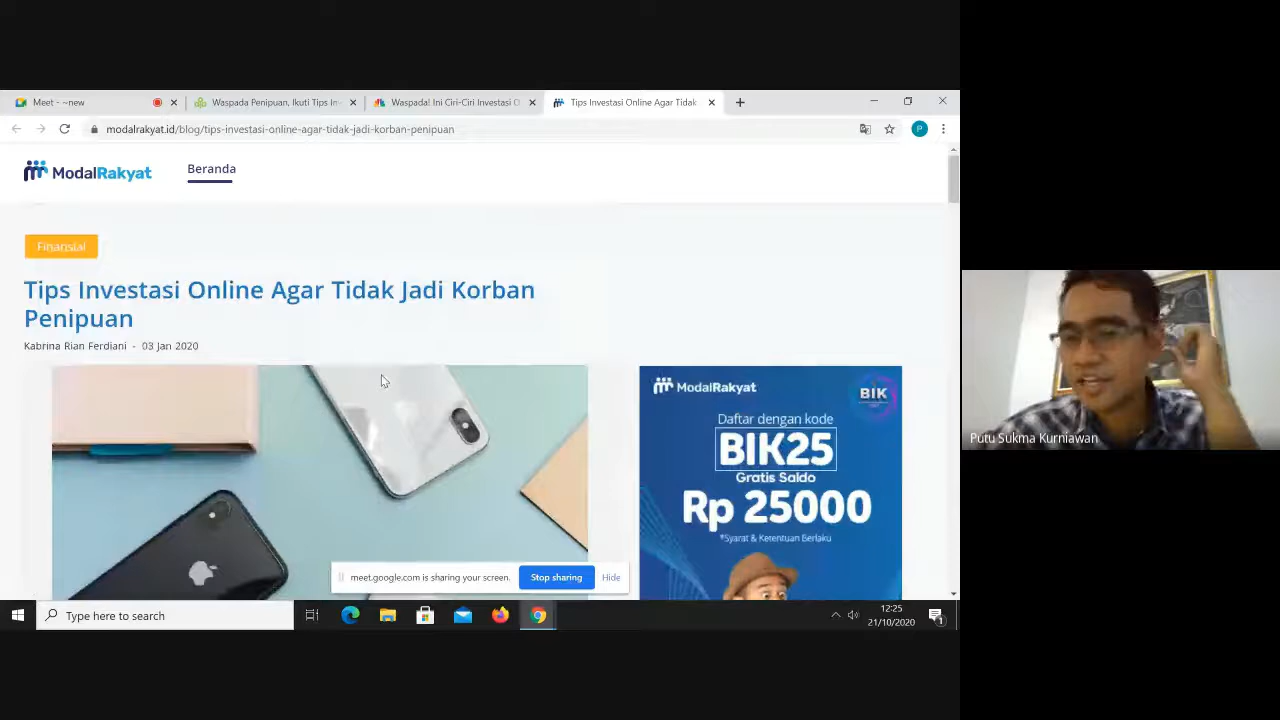 Meet - ~new
Waspada Penipuan, Ikuti Tips In
Waspada! Ini Ciri-Ciri Investasi O
Tips Investasi Online Agar Tidak
modalrakyat.id/blog/tips-investasi-online-agar-tidak-jadi-korban-penipuan
P
ModalRakyat
Beranda
Finansial
Tips Investasi Online Agar Tidak Jadi Korban
Penipuan
Kabrina Rian Ferdiani - 03 Jan 2020
ModalRakyat
BIK
Daftar dengan kode
BIK25
Gratis Saldo
Rp 25000
*Syarat & Ketentuan Berlaku
Putu Sukma Kurniawan
meet.google.com is sharing your screen.
Stop sharing
Hide
Type here to search
12:25
21/10/2020
1